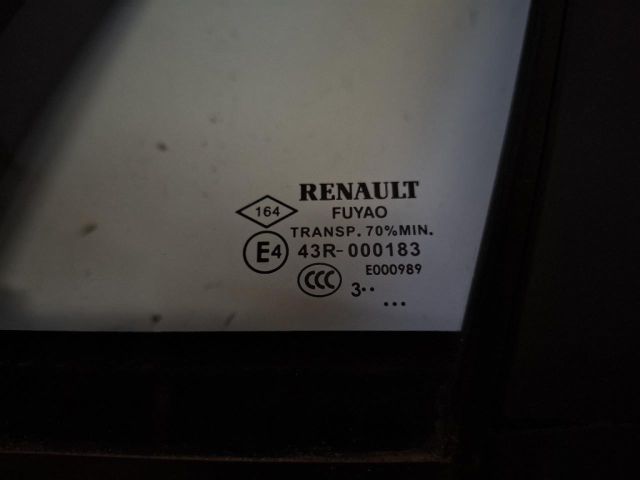 RENAULT
164 FUYAO
TRANSP. 70%MIN.
E4 43R-000183
CCC E000989
3··
...